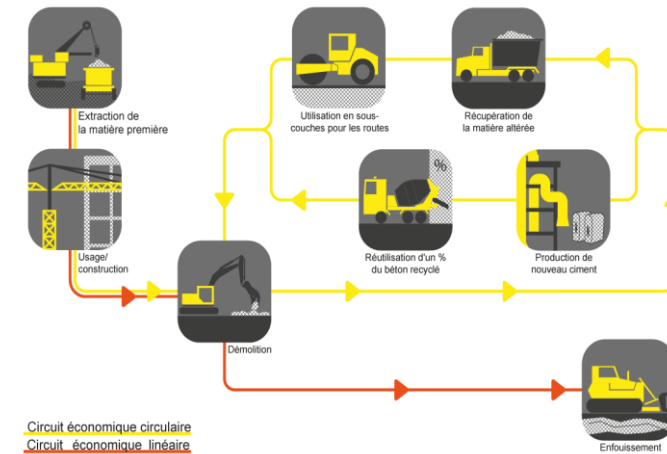 Extraction de
la matière première
Utilisation en sous-
couches pour les routes
Récupération de
la matière altérée
%
Usage/
construction
Réutilisation d'un %
du béton recyclé
Production de
nouveau ciment
Démolition
Enfouissement
Circuit économique circulaire
Circuit économique linéaire